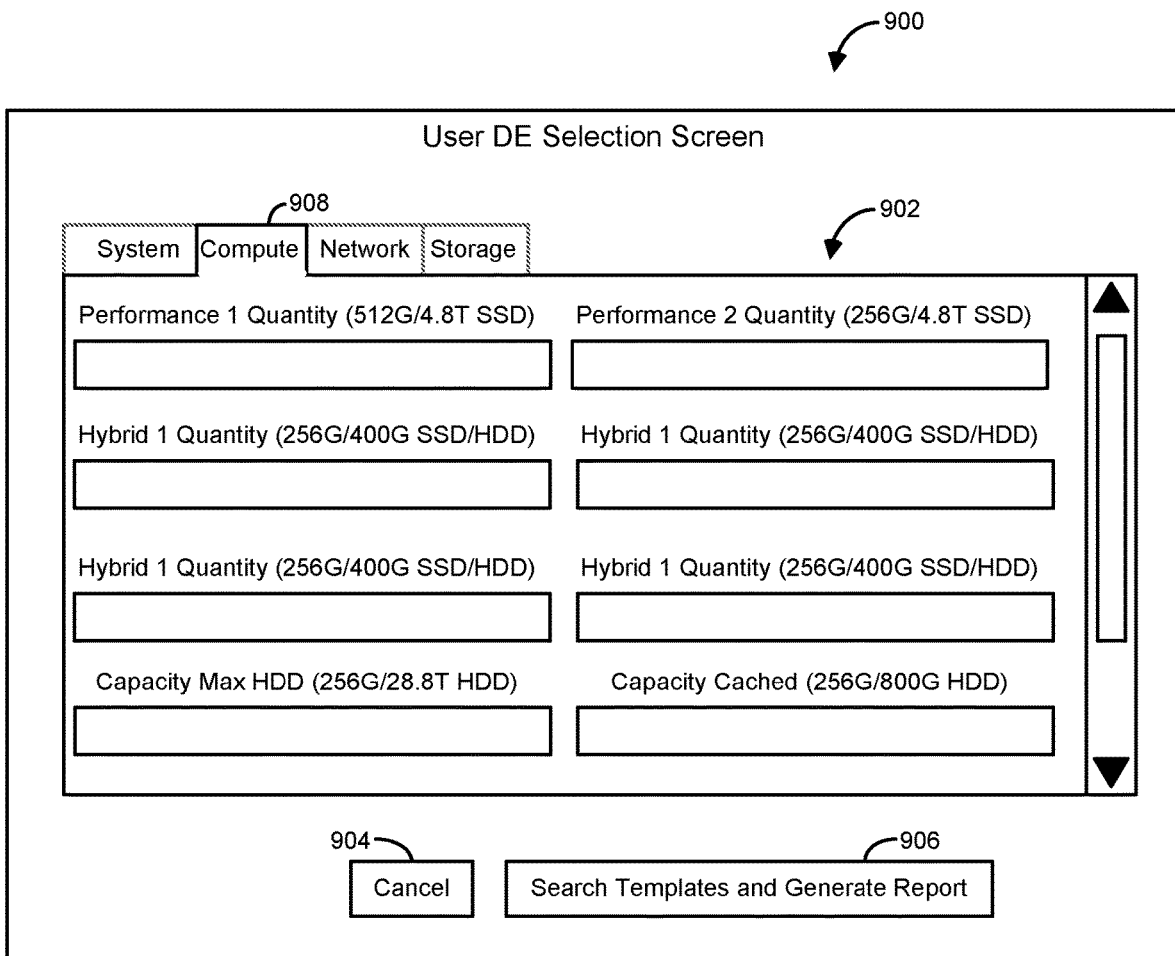 900
User DE Selection Screen
908
902
System Compute Network Storage
Performance 1 Quantity (512G/4.8T SSD) Performance 2 Quantity (256G/4.8T SSD)
Hybrid 1 Quantity (256G/400G SSD/HDD) Hybrid 1 Quantity (256G/400G SSD/HDD)
Hybrid 1 Quantity (256G/400G SSD/HDD) Hybrid 1 Quantity (256G/400G SSD/HDD)
Capacity Max HDD (256G/28.8T HDD) Capacity Cached (256G/800G HDD)
904
906
Cancel Search Templates and Generate Report